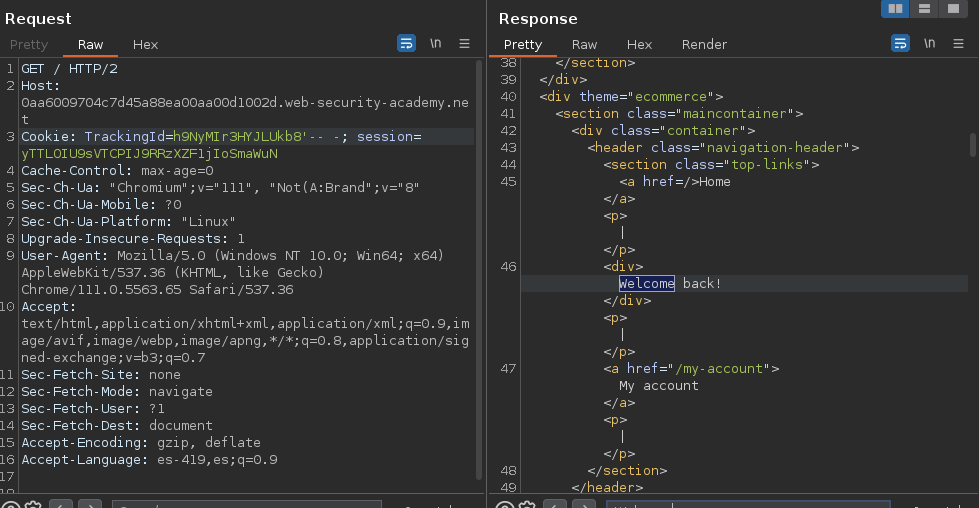 Request
Pretty Raw Hex
\n
1 GET / HTTP/2
2 Host:
0aa6009704c7d45a88ea00aa00d1002d.web-security-academy.ne
t
3 Cookie: TrackingId=h9NyMIr3HYJLUkbB'-- -; session=
yTTLOIU9sVTCPIJ9RRzXZF1jIoSmaWuN
4 Cache-Control: max-age=0
5 Sec-Ch-Ua: "Chromium";v="111", "Not(A:Brand";v="8"
6 Sec-Ch-Ua-Mobile: ?0
7 Sec-Ch-Ua-Platform: "Linux"
8 Upgrade-Insecure-Requests: 1
9 User-Agent: Mozilla/5.0 (Windows NT 10.0; Win64; x64)
AppleWebKit/537.36 (KHTML, like Gecko)
Chrome/111.0.5563.65 Safari/537.36
10 Accept:
text/html,application/xhtml+xml,application/xml;q=0.9,im
age/avif,image/webp,image/apng,*/*;q=0.8,application/sig
ned-exchange;v=b3;q=0.7
11 Sec-Fetch-Site: none
12 Sec-Fetch-Mode: navigate
13 Sec-Fetch-User: ?1
14 Sec-Fetch-Dest: document
15 Accept-Encoding: gzip, deflate
16 Accept-Language: es-419,es;q=0.9
17
Response
Pretty Raw Hex Render
\n
38 </section>
39 </div>
40 <div theme="ecommerce">
41 <section class="maincontainer">
42 <div class="container">
43 <header class="navigation-header">
44 <section class="top-links">
45 <a href=/>Home
</a>
<p>
|
</p>
46 <div>
Welcome back!
</div>
<p>
|
</p>
47 <a href="/my-account">
My account
</a>
<p>
|
</p>
48 </section>
49 </header>